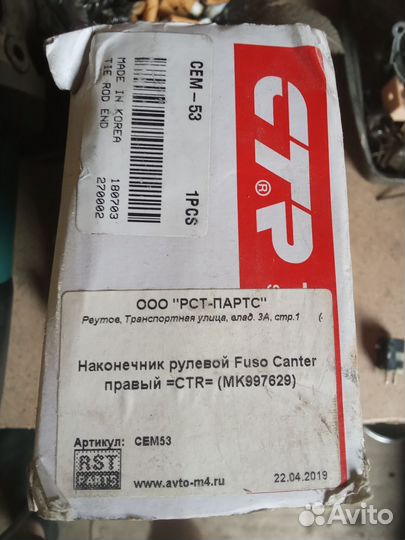 CEM-53
1PCS
MADE IN KOREA
TIE ROD END
180703
270002
CTR®
ООО "РСТ-ПАРТС"
Реутов, Транспортная улица, влад. 3А, стр.1
Наконечник рулевой Fuso Canter
правый =CTR= (MK997629)
Артикул: CEM53
RST
PARTS
www.avto-m4.ru
22.04.2019
Avito